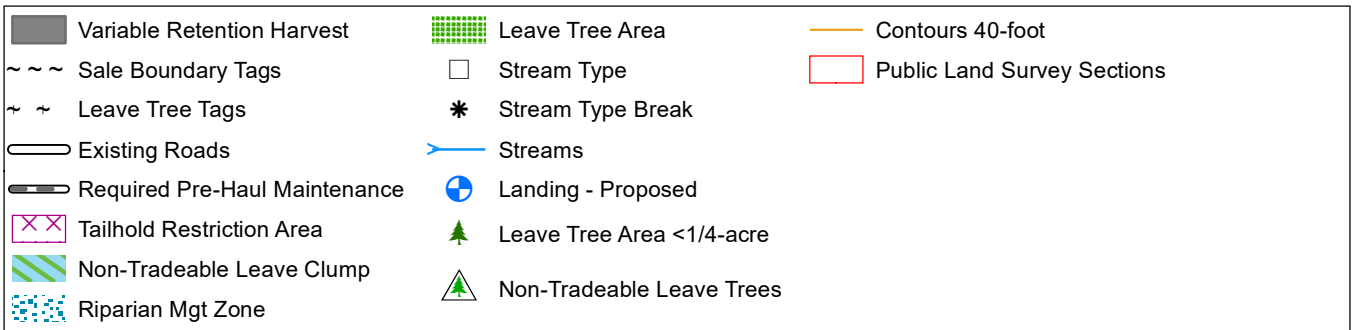 Variable Retention Harvest
Sale Boundary Tags
Leave Tree Tags
Existing Roads
Required Pre-Haul Maintenance
Tailhold Restriction Area
Non-Tradeable Leave Clump
Riparian Mgt Zone
Leave Tree Area
Stream Type
Stream Type Break
Streams
Landing - Proposed
Leave Tree Area <1/4-acre
Non-Tradeable Leave Trees
Contours 40-foot
Public Land Survey Sections